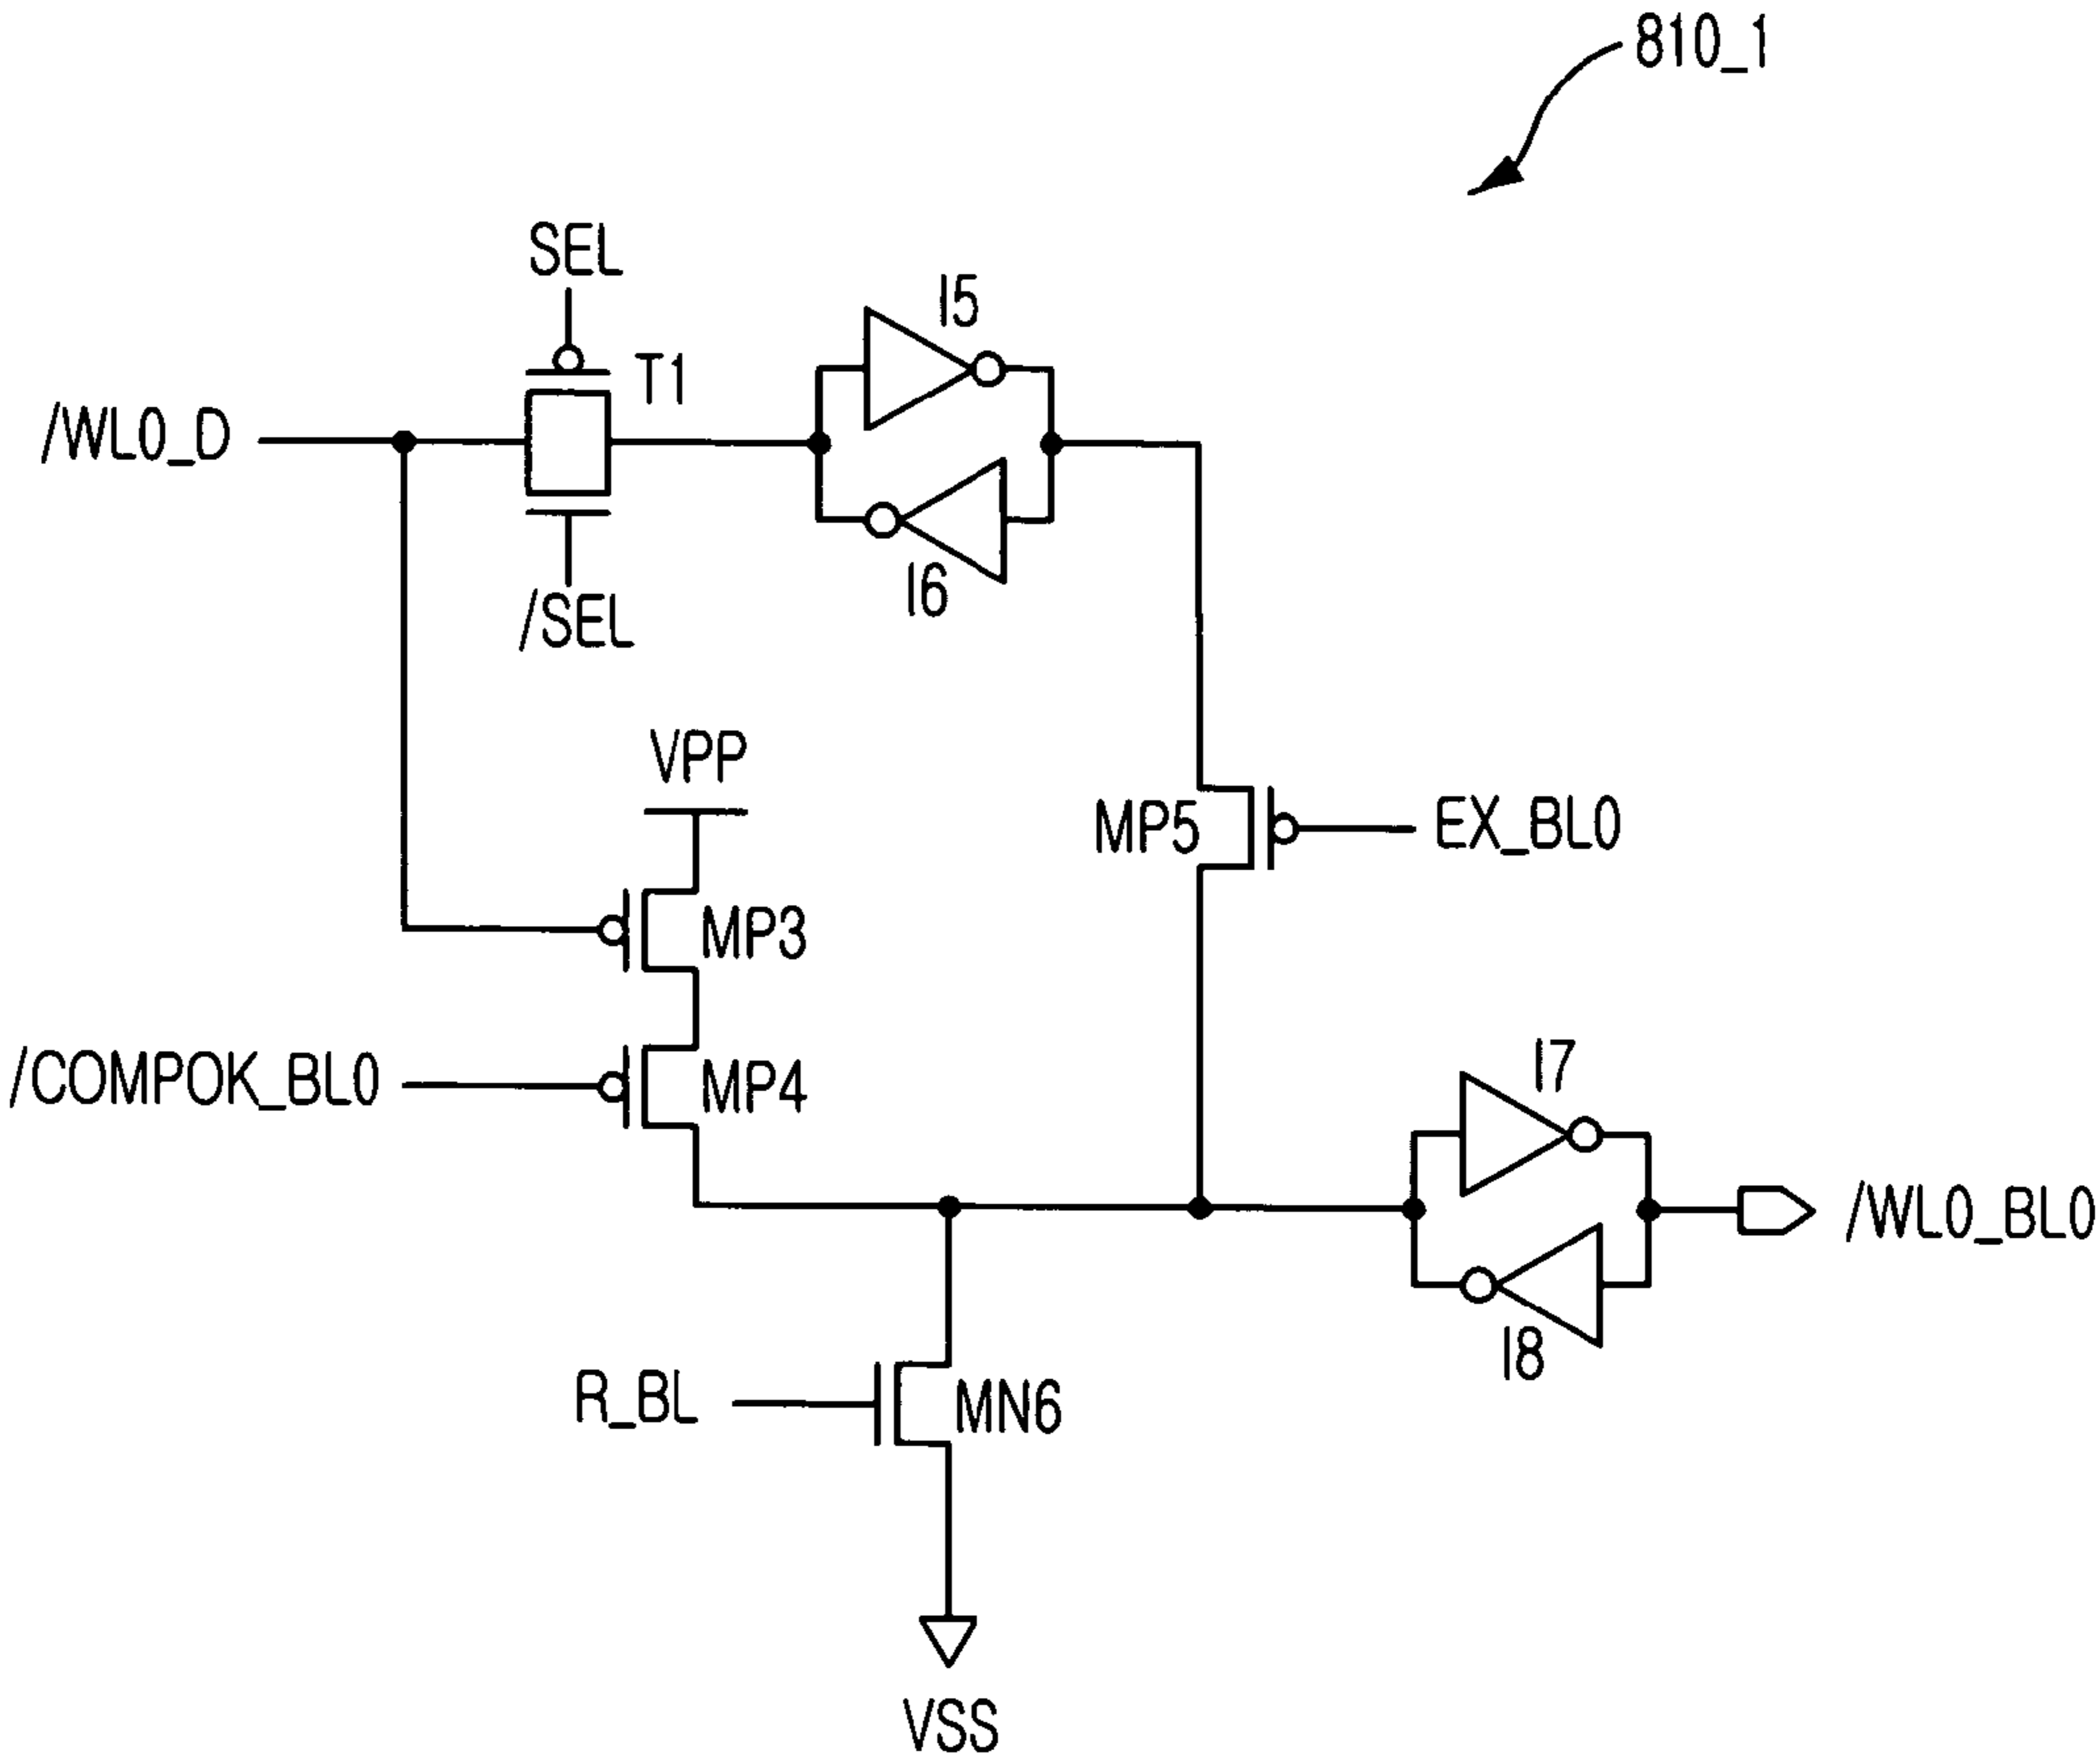 810_1
SEL
I5
T1
/WL0_D
I6
/SEL
VPP
MP5
EX_BL0
MP3
/COMPOK_BL0
MP4
I7
/WL0_BL0
I8
R_BL
MN6
VSS